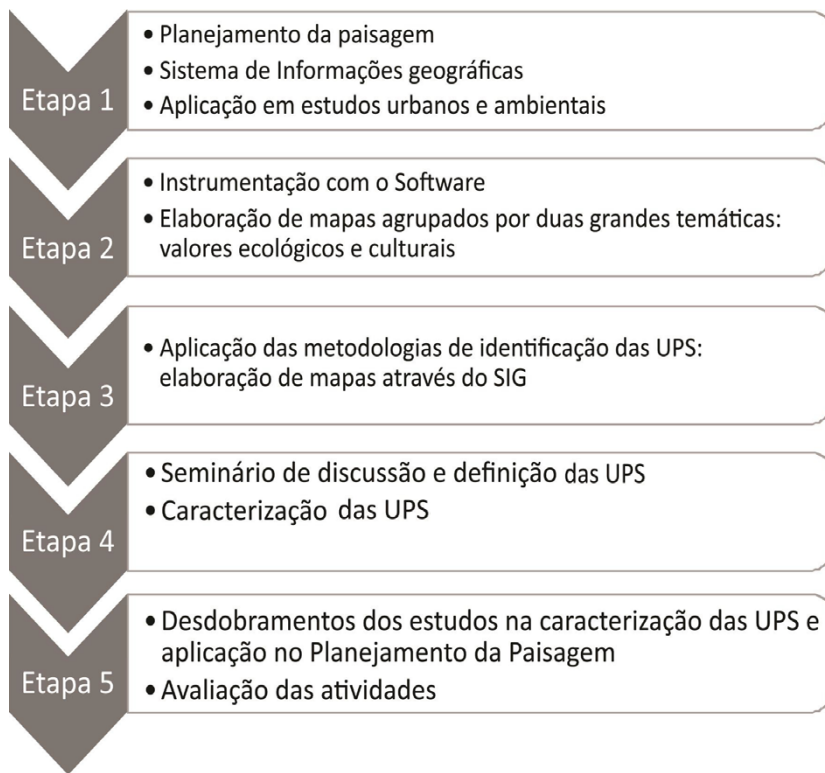 Etapa 1
• Planejamento da paisagem
• Sistema de Informações geográficas
• Aplicação em estudos urbanos e ambientais
Etapa 2
• Instrumentação com o Software
• Elaboração de mapas agrupados por duas grandes temáticas:
valores ecológicos e culturais
Etapa 3
• Aplicação das metodologias de identificação das UPS:
elaboração de mapas através do SIG
Etapa 4
• Seminário de discussão e definição das UPS
• Caracterização das UPS
Etapa 5
• Desdobramentos dos estudos na caracterização das UPS e
aplicação no Planejamento da Paisagem
• Avaliação das atividades